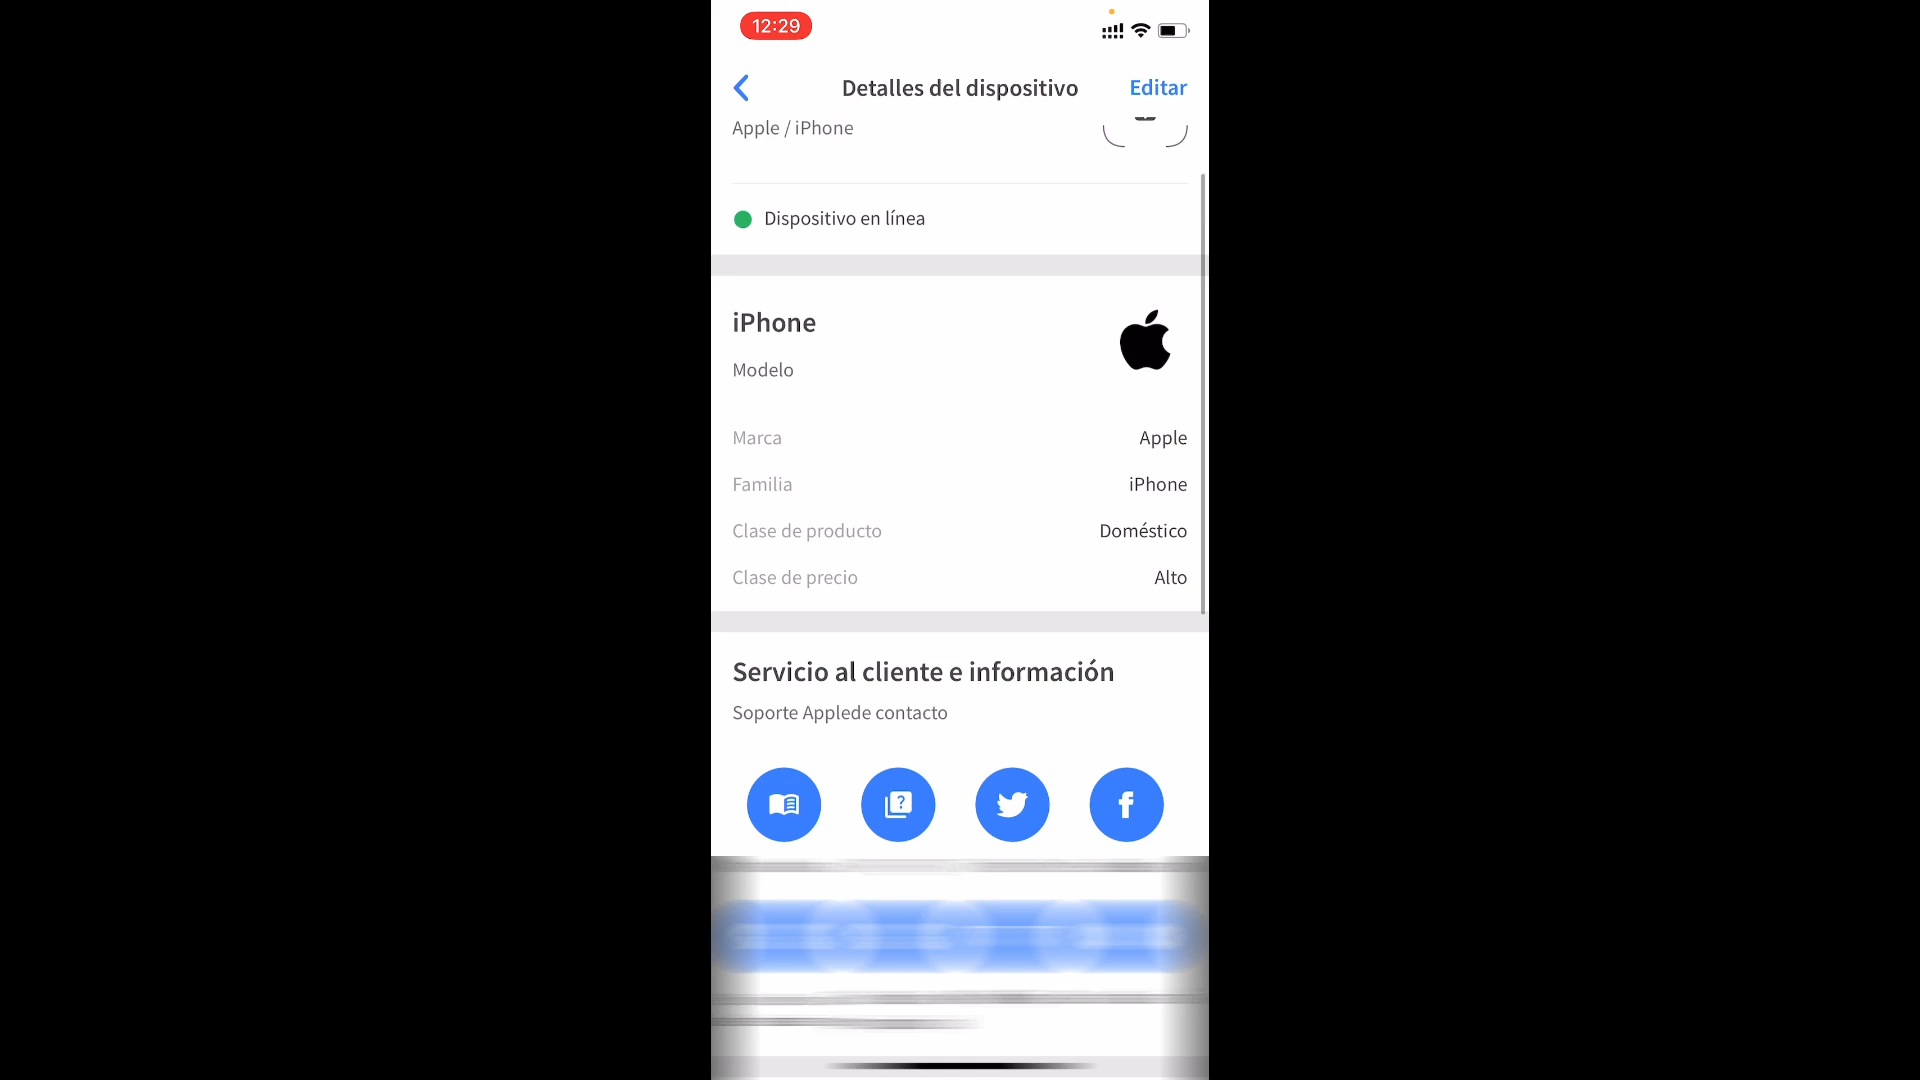 12:29
Detalles del dispositivo
Editar
Apple / iPhone
Dispositivo en línea
iPhone
Modelo
Marca Apple
Familia iPhone
Clase de producto Doméstico
Clase de precio Alto
Servicio al cliente e información
Soporte Applede contacto